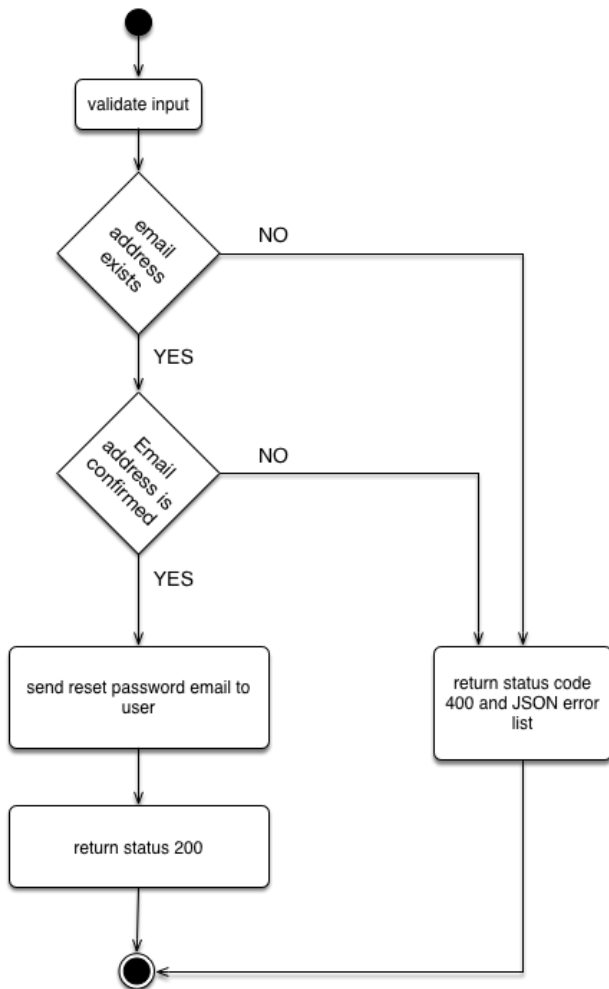 validate input
email
address
exists
NO
YES
Email
address is
confirmed
NO
YES
send reset password email to
user
return status code
400 and JSON error
list
return status 200